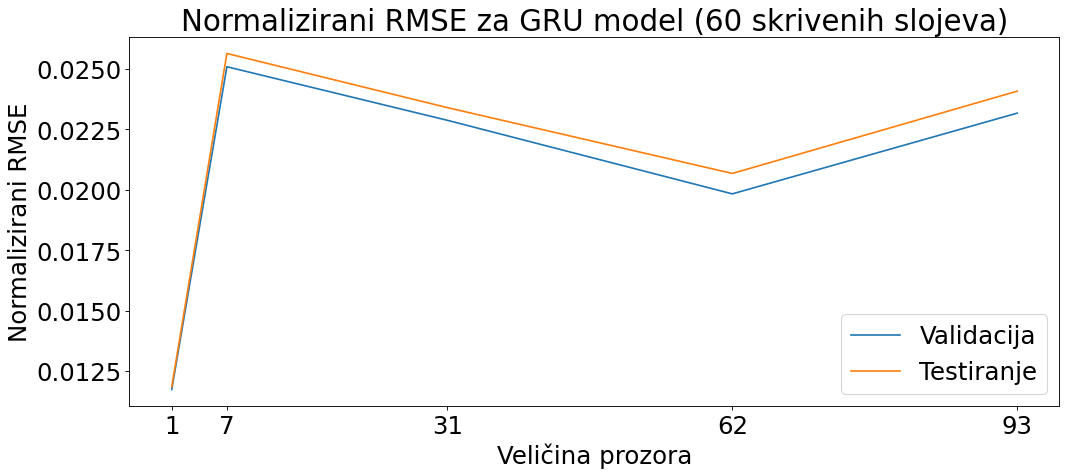 Normalizirani RMSE za GRU model (60 skrivenih slojeva)
Normalizirani RMSE
0.0250
0.0225
0.0200
0.0175
0.0150
0.0125
Validacija
Testiranje
1 7 31 62 93
Veličina prozora